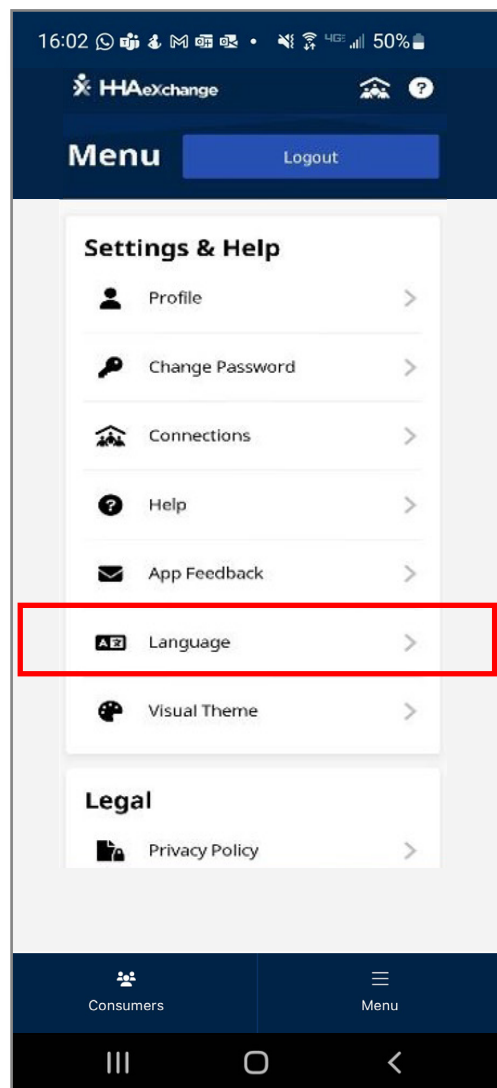 16:02 4GE 50%
HHAeXchange
Menu Logout
Settings & Help
Profile
Change Password
Connections
Help
App Feedback
Language
Visual Theme
Legal
Privacy Policy
Consumers Menu